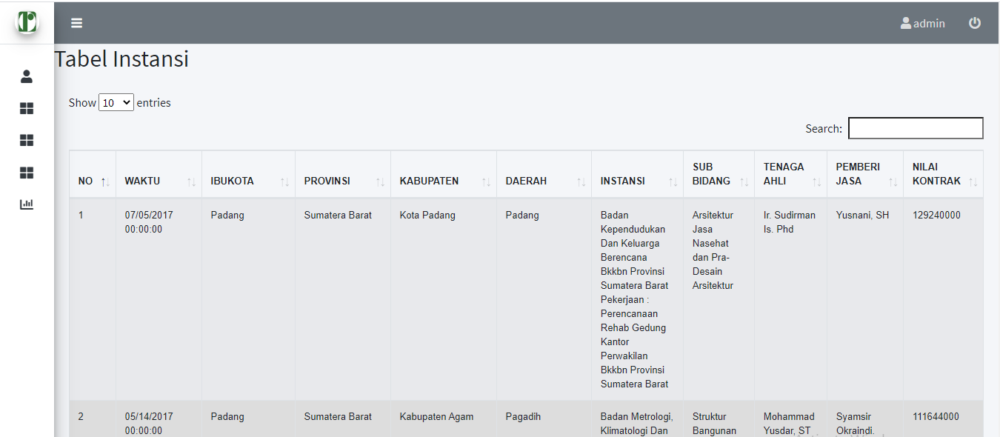 admin
Tabel Instansi
Show 10 entries
Search:
NO WAKTU IBUKOTA PROVINSI KABUPATEN DAERAH INSTANSI SUB BIDANG TENAGA AHLI PEMBERI JASA NILAI KONTRAK
1
07/05/2017
00:00:00
Padang
Sumatera Barat
Kota Padang
Padang
Badan
Kependudukan
Dan Keluarga
Berencana
Bkkbn Provinsi
Sumatera Barat
Pekerjaan :
Perencanaan
Rehab Gedung
Kantor
Perwakilan
Bkkbn Provinsi
Sumatera Barat
Arsitektur
Jasa
Nasehat
dan Pra-
Desain
Arsitektur
Ir. Sudirman
Is. Phd
Yusnani, SH
129240000
2
05/14/2017
00:00:00
Padang
Sumatera Barat
Kabupaten Agam
Pagadih
Badan Metrologi,
Klimatologi Dan
Struktur
Bangunan
Mohammad
Yusdar, ST
Syamsir
Okraindi.
111644000